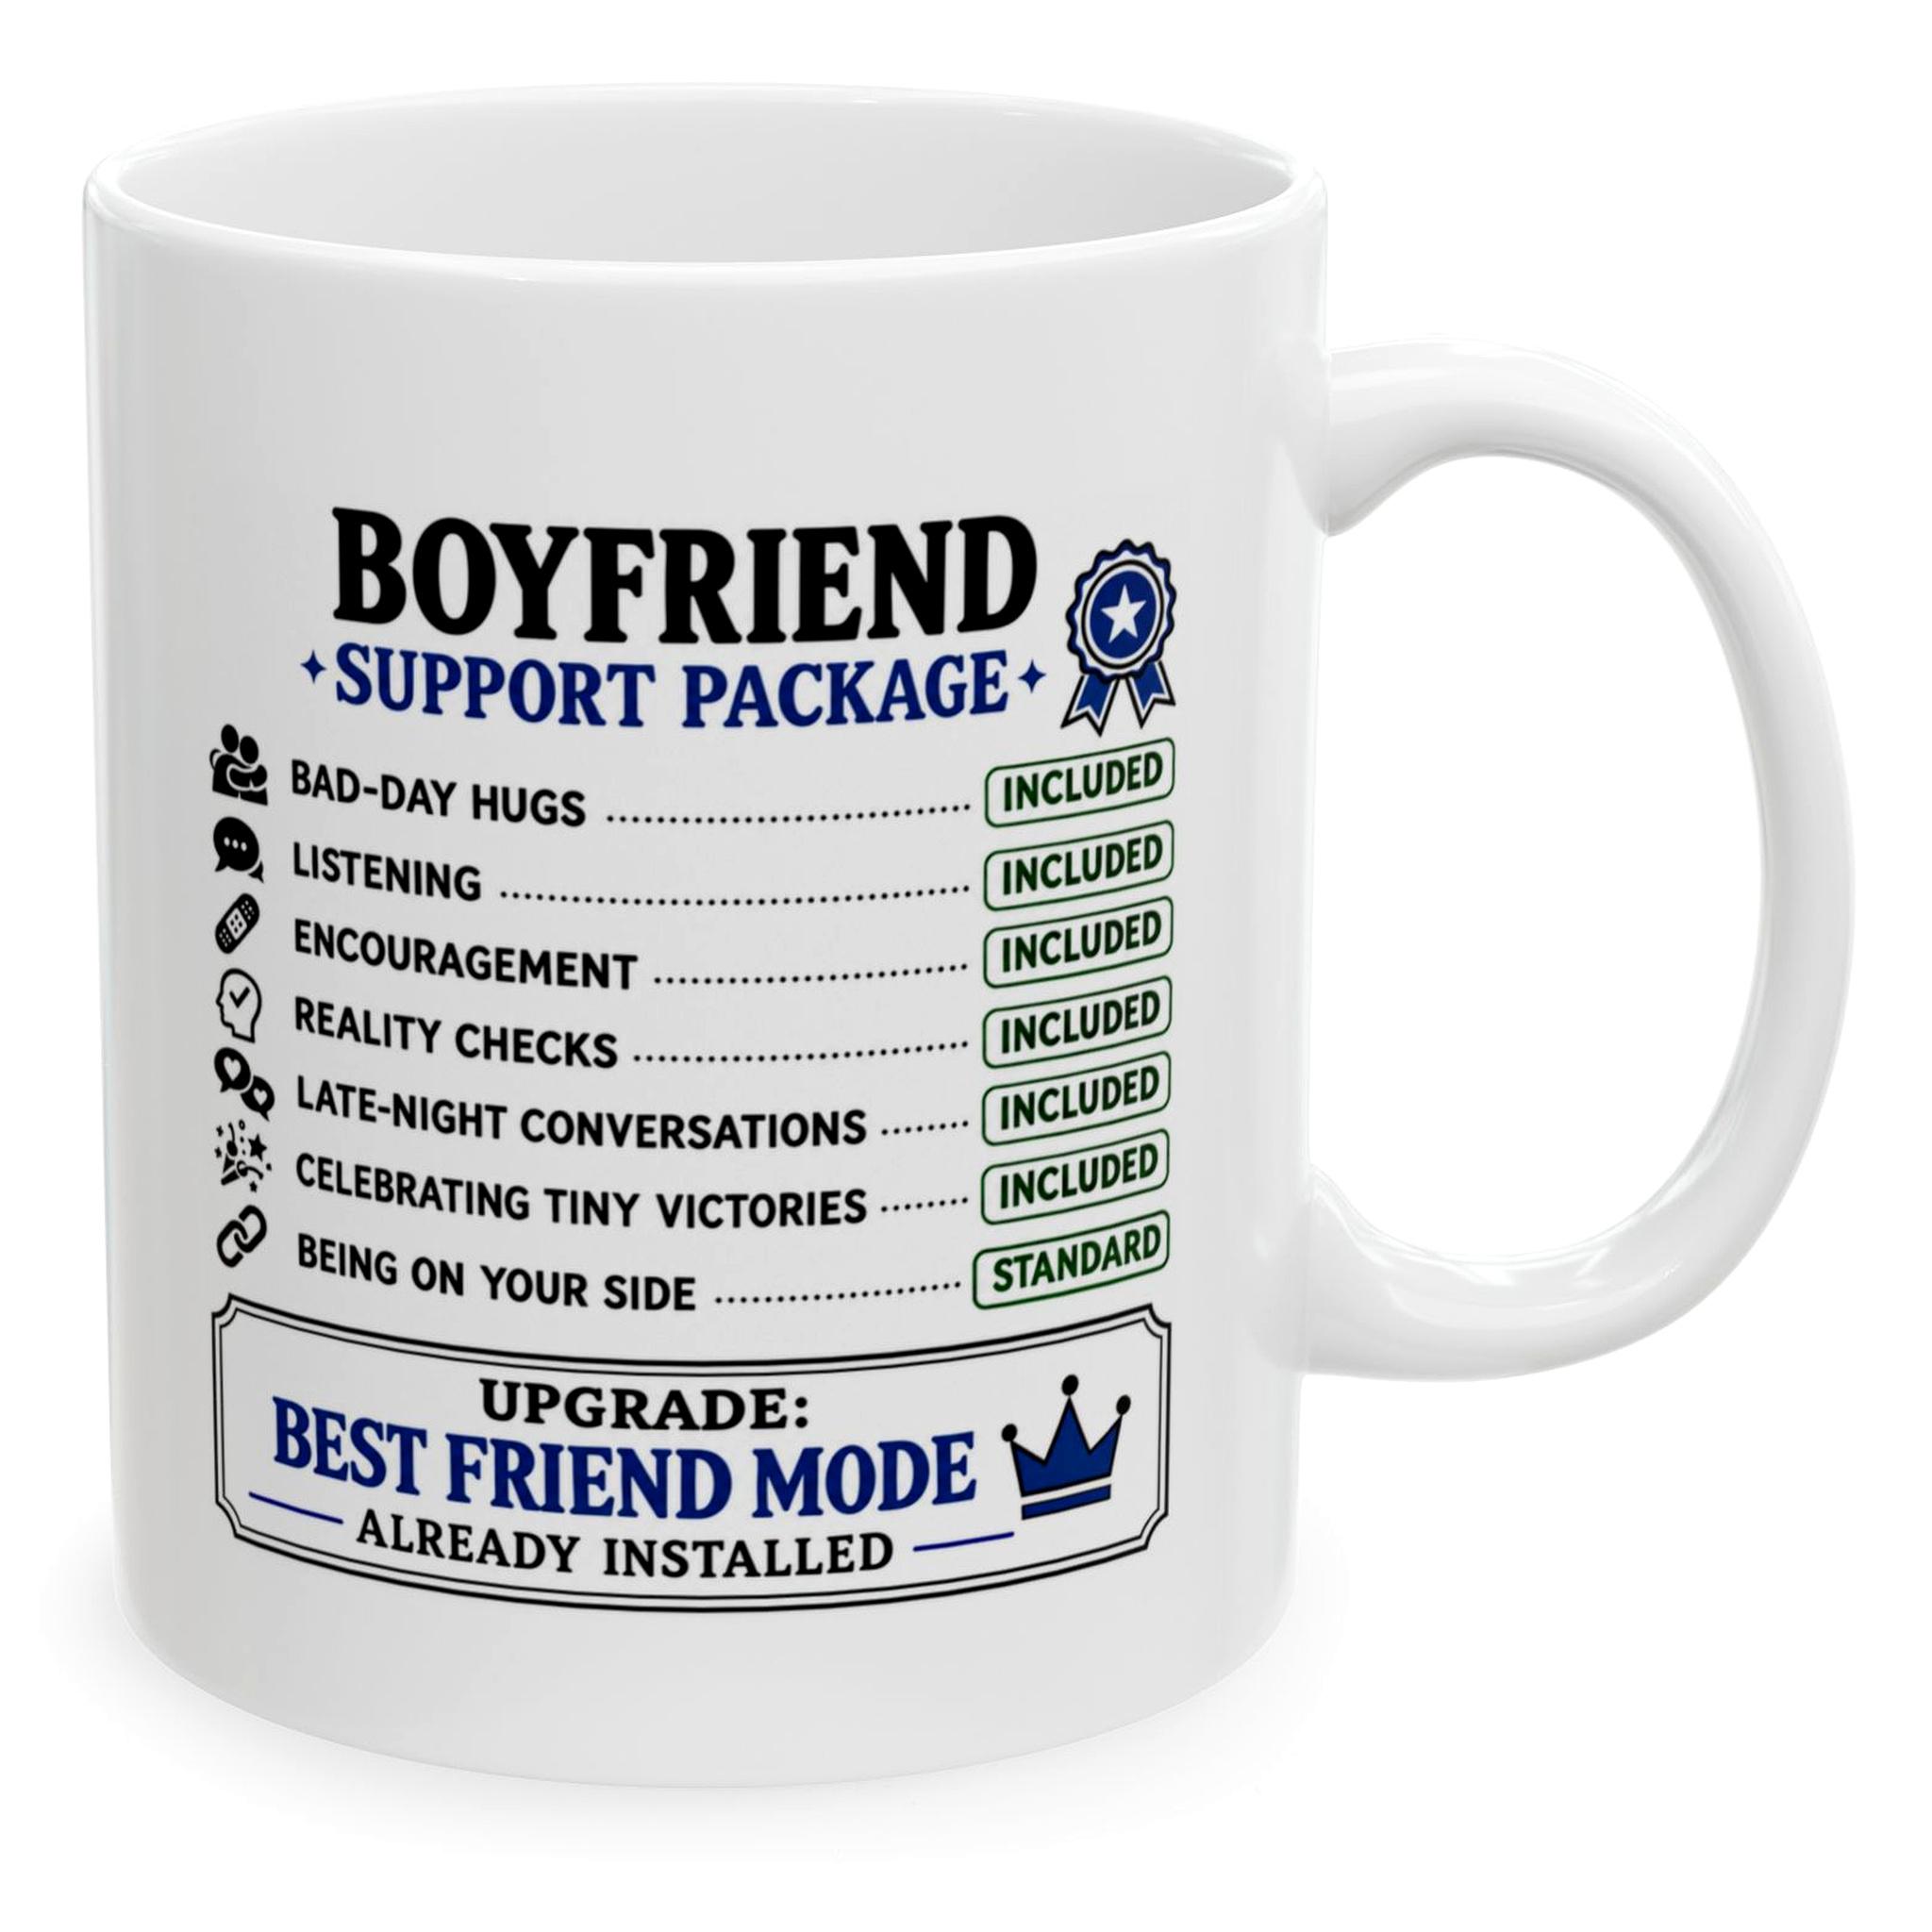 BOYFRIEND
SUPPORT PACKAGE
BAD-DAY HUGS ........................................ INCLUDED
LISTENING ........................................ INCLUDED
ENCOURAGEMENT ........................................ INCLUDED
REALITY CHECKS ........................................ INCLUDED
LATE-NIGHT CONVERSATIONS ........ INCLUDED
CELEBRATING TINY VICTORIES ........ INCLUDED
BEING ON YOUR SIDE ..................... STANDARD
UPGRADE:
BEST FRIEND MODE
ALREADY INSTALLED